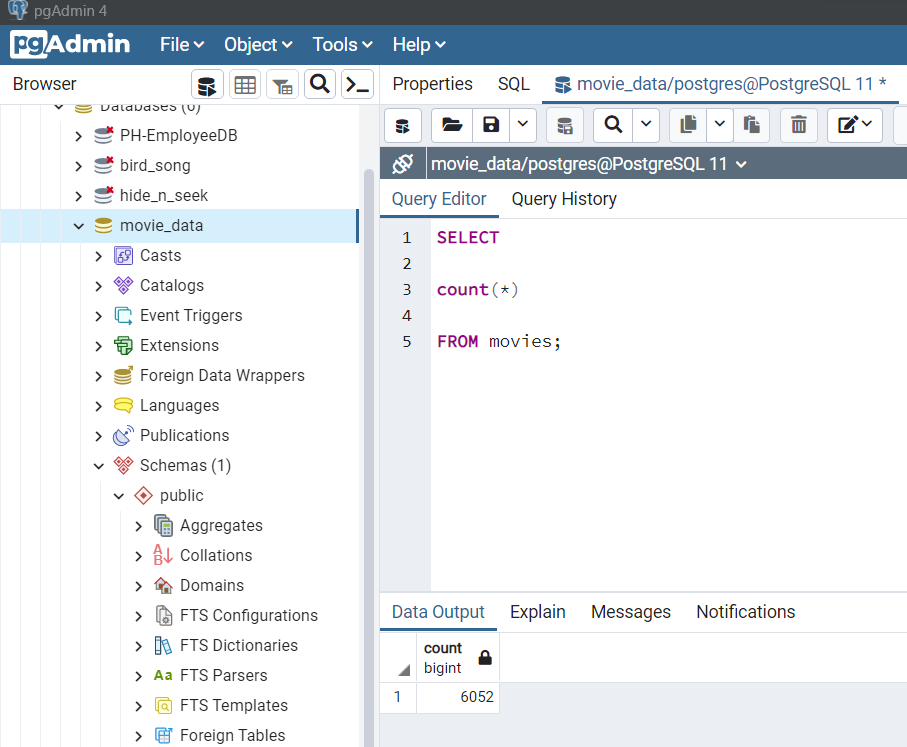 pgAdmin 4
pgAdmin File Object Tools Help
Browser
Properties SQL movie_data/postgres@PostgreSQL 11 *
Databases (6)
PH-EmployeeDB
bird_song
hide_n_seek
movie_data
Casts
Catalogs
Event Triggers
Extensions
Foreign Data Wrappers
Languages
Publications
Schemas (1)
public
Aggregates
Collations
Domains
FTS Configurations
FTS Dictionaries
Aa FTS Parsers
FTS Templates
Foreign Tables
movie_data/postgres@PostgreSQL 11
Query Editor Query History
1 SELECT
2
3 count(*)
4
5 FROM movies;
Data Output Explain Messages Notifications
count
bigint
1 6052